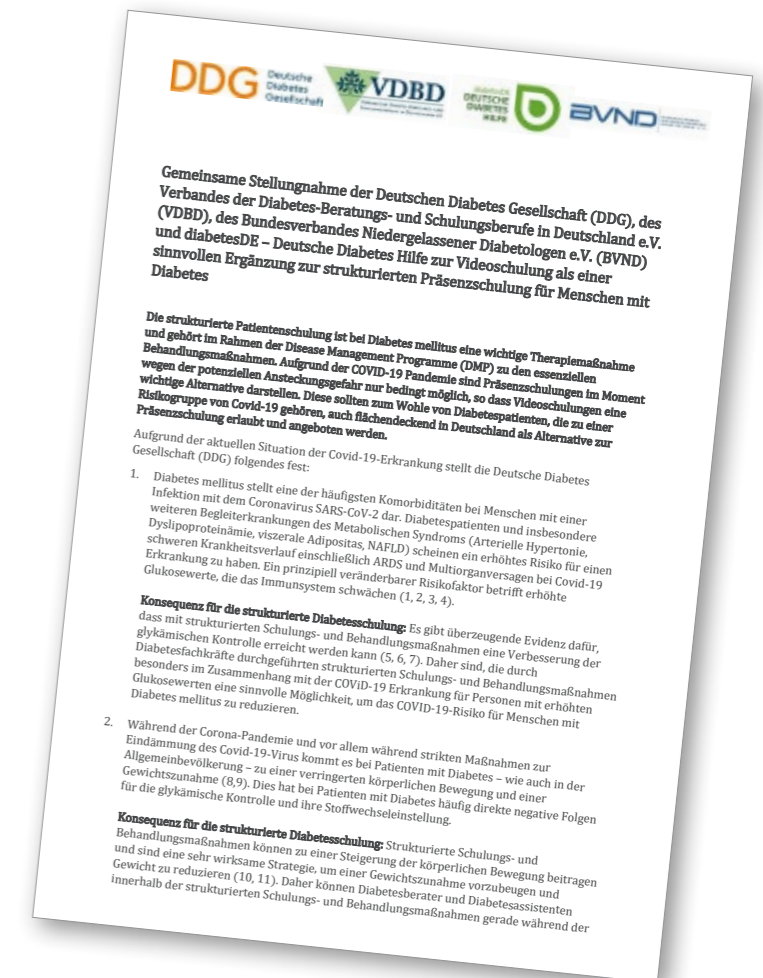 DDG Deutsche
Diabetes
Gesellschaft
VDBD
DEUTSCHE
DIABETES
HILFE
BVND
Gemeinsame Stellungnahme der Deutschen Diabetes Gesellschaft (DDG), des
Verbandes der Diabetes-Beratungs- und Schulungsberufe in Deutschland e.V.
(VDBD), des Bundesverbandes Niedergelassener Diabetologen e.V. (BVND)
und diabetesDE – Deutsche Diabetes Hilfe zur Videoschulung als einer
sinnvollen Ergänzung zur strukturierten Präsenzschulung für Menschen mit
Diabetes
Die strukturierte Patientenschulung ist bei Diabetes mellitus eine wichtige Therapiemaßnahme
und gehört im Rahmen der Disease Management Programme (DMP) zu den essenziellen
Behandlungsmaßnahmen. Aufgrund der COVID-19 Pandemie sind Präsenzschulungen im Moment
wegen der potenziellen Ansteckungsgefahr nur bedingt möglich, so dass Videoschulungen eine
wichtige Alternative darstellen. Diese sollten zum Wohle von Diabetespatienten, die zu einer
Risikogruppe von Covid-19 gehören, auch flächendeckend in Deutschland als Alternative zur
Präsenzschulung erlaubt und angeboten werden.
Aufgrund der aktuellen Situation der Covid-19-Erkrankung stellt die Deutsche Diabetes
Gesellschaft (DDG) folgendes fest:
1. Diabetes mellitus stellt eine der häufigsten Komorbiditäten bei Menschen mit einer
Infektion mit dem Coronavirus SARS-CoV-2 dar. Diabetespatienten und insbesondere
weiteren Begleiterkrankungen des Metabolischen Syndroms (Arterielle Hypertonie,
Dyslipoproteinämie, viszerale Adipositas, NAFLD) scheinen ein erhöhtes Risiko für einen
schweren Krankheitsverlauf einschließlich ARDS und Multiorganversagen bei Covid-19
Erkrankung zu haben. Ein prinzipiell veränderbarer Risikofaktor betrifft erhöhte
Glukosewerte, die das Immunsystem schwächen (1, 2, 3, 4).
Konsequenz für die strukturierte Diabetesschulung: Es gibt überzeugende Evidenz dafür,
dass mit strukturierten Schulungs- und Behandlungsmaßnahmen eine Verbesserung der
glykämischen Kontrolle erreicht werden kann (5, 6, 7). Daher sind, die durch
Diabetesfachkräfte durchgeführten strukturierten Schulungs- und Behandlungsmaßnahmen
besonders im Zusammenhang mit der COViD-19 Erkrankung für Personen mit erhöhten
Glukosewerten eine sinnvolle Möglichkeit, um das COVID-19-Risiko für Menschen mit
Diabetes mellitus zu reduzieren.
2. Während der Corona-Pandemie und vor allem während strikten Maßnahmen zur
Eindämmung des Covid-19-Virus kommt es bei Patienten mit Diabetes – wie auch in der
Allgemeinbevölkerung – zu einer verringerten körperlichen Bewegung und einer
Gewichtszunahme (8,9). Dies hat bei Patienten mit Diabetes häufig direkte negative Folgen
für die glykämische Kontrolle und ihre Stoffwechseleinstellung.
Konsequenz für die strukturierte Diabetesschulung: Strukturierte Schulungs- und
Behandlungsmaßnahmen können zu einer Steigerung der körperlichen Bewegung beitragen
und sind eine sehr wirksame Strategie, um einer Gewichtszunahme vorzubeugen und
Gewicht zu reduzieren (10, 11). Daher können Diabetesberater und Diabetesassistenten
innerhalb der strukturierten Schulungs- und Behandlungsmaßnahmen gerade während der